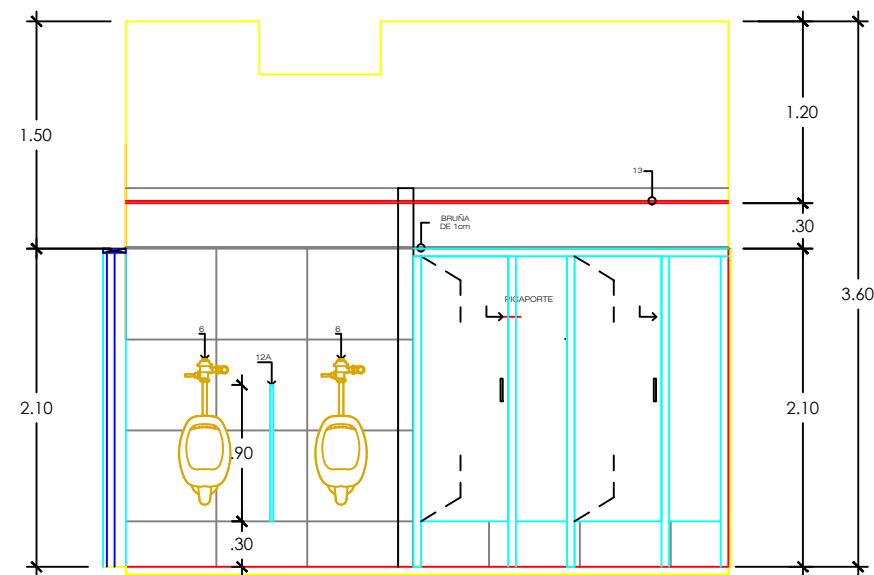 1.50
1.20
13
BRUÑA
DE 1cm
.30
3.60
PICAPORTE
6
6
12A
2.10
2.10
.90
.30